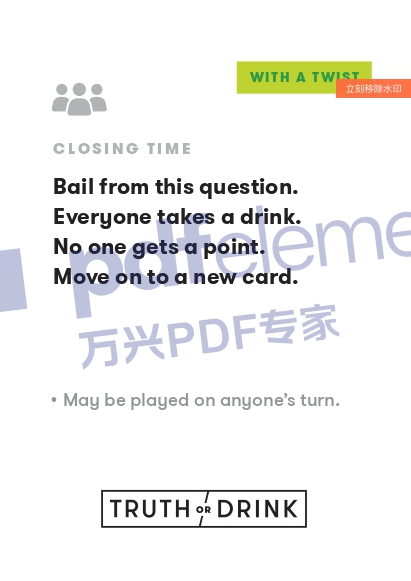 WITH A TWIST
立刻移除水印
CLOSING TIME
Bail from this question.
Everyone takes a drink.
No one gets a point.
Move on to a new card.
pdfeleme
万兴PDF专家
• May be played on anyone’s turn.
TRUTH OR DRINK